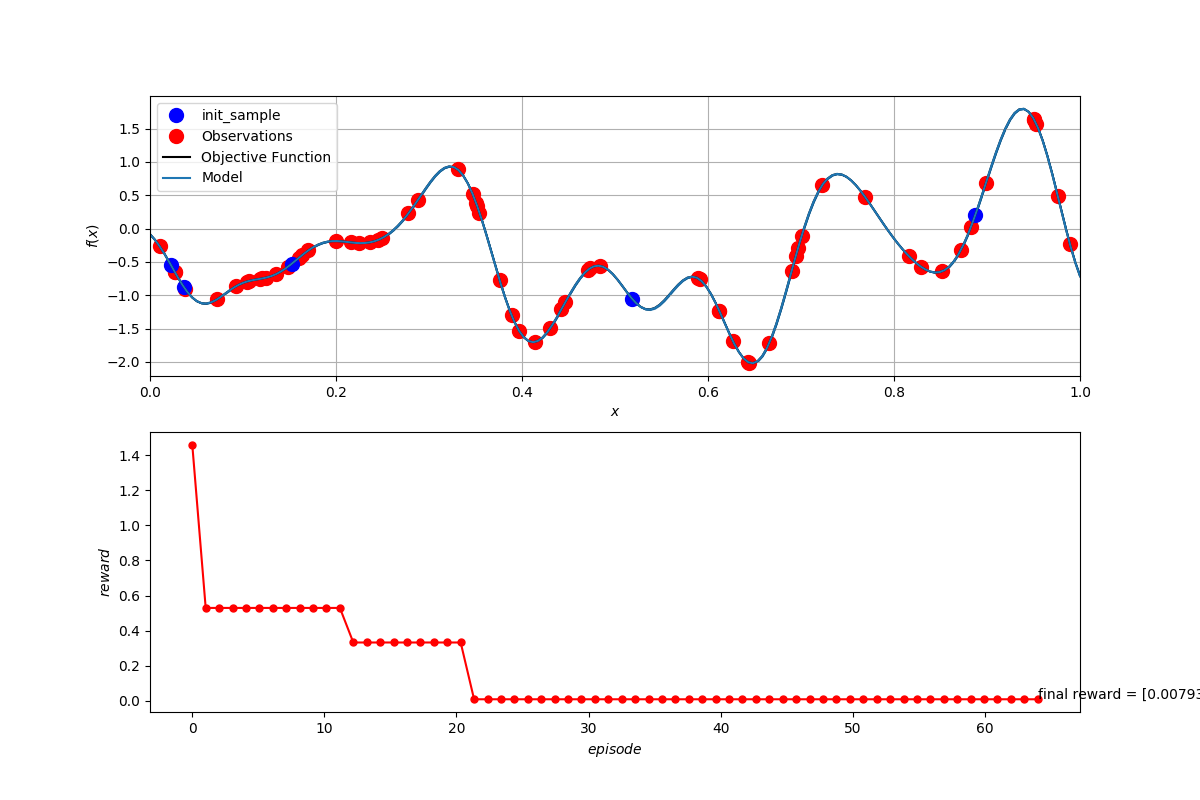 init_sample
Observations
Objective Function
Model
1.5
1.0
0.5
0.0
−0.5
−1.0
−1.5
−2.0
f(x)
0.0 0.2 0.4 0.6 0.8 1.0
x
1.4
1.2
1.0
0.8
0.6
0.4
0.2
0.0
reward
final reward = [0.00793
0 10 20 30 40 50 60
episode